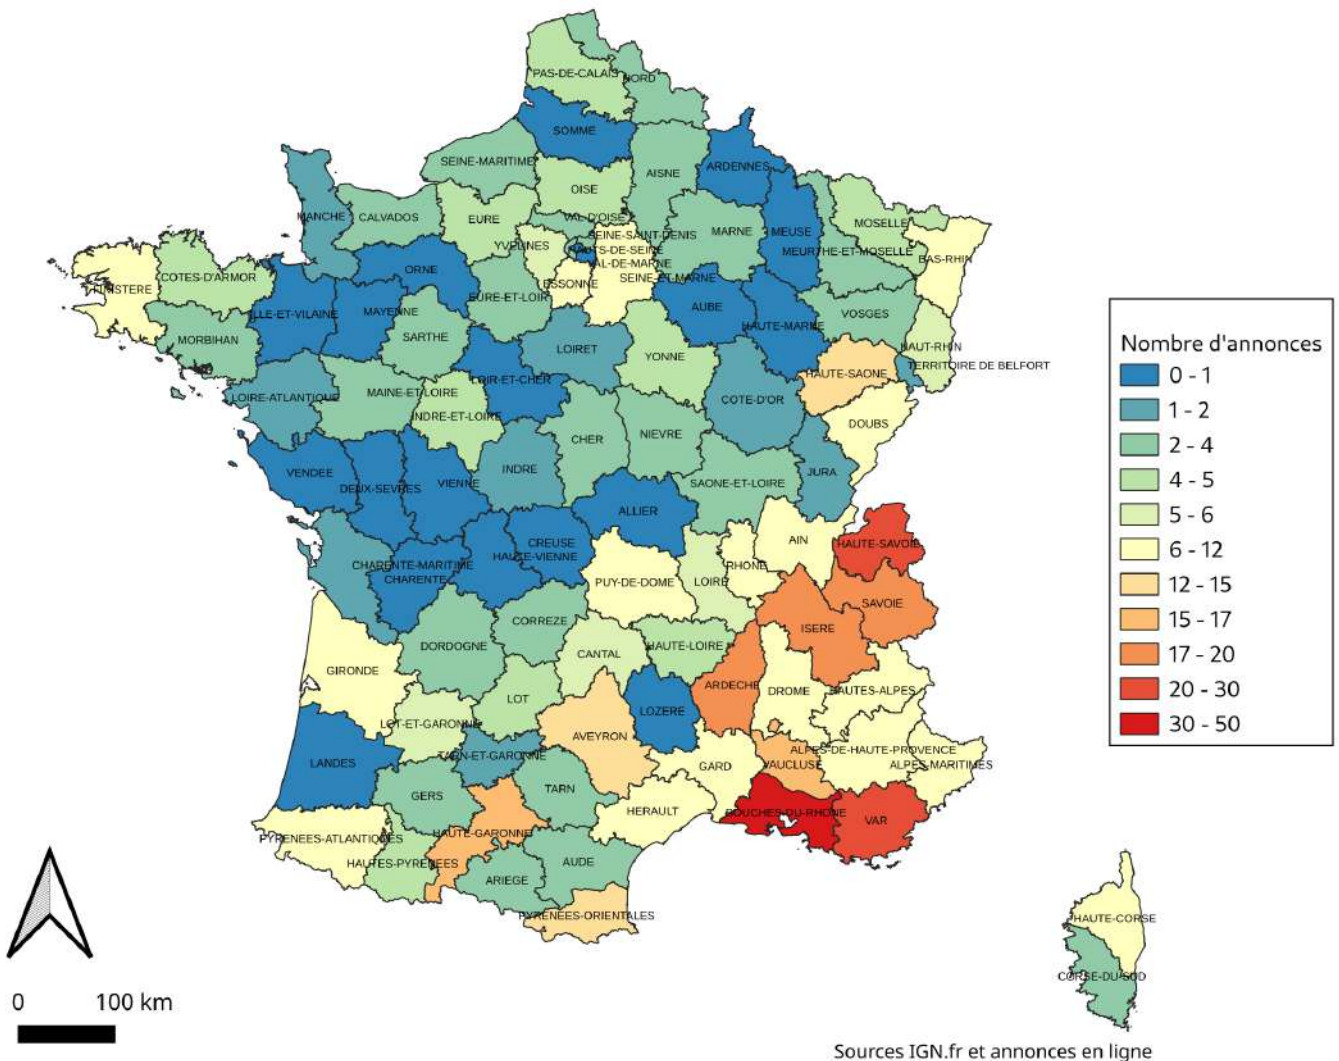 PAS-DE-CALAIS
NORD
SOMME
SEINE-MARITIME
ARDENNES
AISNE
OISE
MANCHE
CALVADOS
EURE
VAL D'OISE
MARNE
MEUSE
MOSELLE
SEINE-SAINT-DENIS
YVELINES
HAUTS-DE-SEINE
MEURTHE-ET-MOSELLE
VAL-DE-MARNE
BAS-RHIN
ORNE
COTES-D'ARMOR
SEINE-ET-MARNE
FINISTERE
ESSONNE
EURE-ET-LOIR
AUBE
ILLE-ET-VILAINE
MAYENNE
VOSGES
HAUTE-MARNE
MORBIHAN
SARTHE
LOIRET
YONNE
HAUT-RHIN
TERRITOIRE DE BELFORT
HAUTE-SAONE
LOIR-ET-CHER
MAINE-ET-LOIRE
LOIRE-ATLANTIQUE
COTE-D'OR
INDRE-ET-LOIRE
DOUBS
NIEVRE
CHER
INDRE
VENDEE
JURA
VIENNE
SAONE-ET-LOIRE
DEUX-SEVRES
ALLIER
AIN
CREUSE
HAUTE-SAVOIE
HAUTE-VIENNE
CHARENTE-MARITIME
RHONE
CHARENTE
PUY-DE-DOME
LOIRE
SAVOIE
CORREZE
ISERE
DORDOGNE
HAUTE-LOIRE
CANTAL
GIRONDE
ARDECHE
DROME
HAUTES-ALPES
LOT
LOZERE
LOT-ET-GARONNE
AVEYRON
ALPES-DE-HAUTE-PROVENCE
TARN-ET-GARONNE
LANDES
GARD
VAUCLUSE
ALPES-MARITIMES
TARN
GERS
HERAULT
BOUCHES-DU-RHONE
VAR
HAUTE-GARONNE
PYRENEES-ATLANTIQUES
HAUTES-PYRENEES
AUDE
ARIEGE
PYRENEES-ORIENTALES
HAUTE-CORSE
CORSE-DU-SUD
Nombre d'annonces
0 - 1
1 - 2
2 - 4
4 - 5
5 - 6
6 - 12
12 - 15
15 - 17
17 - 20
20 - 30
30 - 50
0 100 km
Sources IGN.fr et annonces en ligne